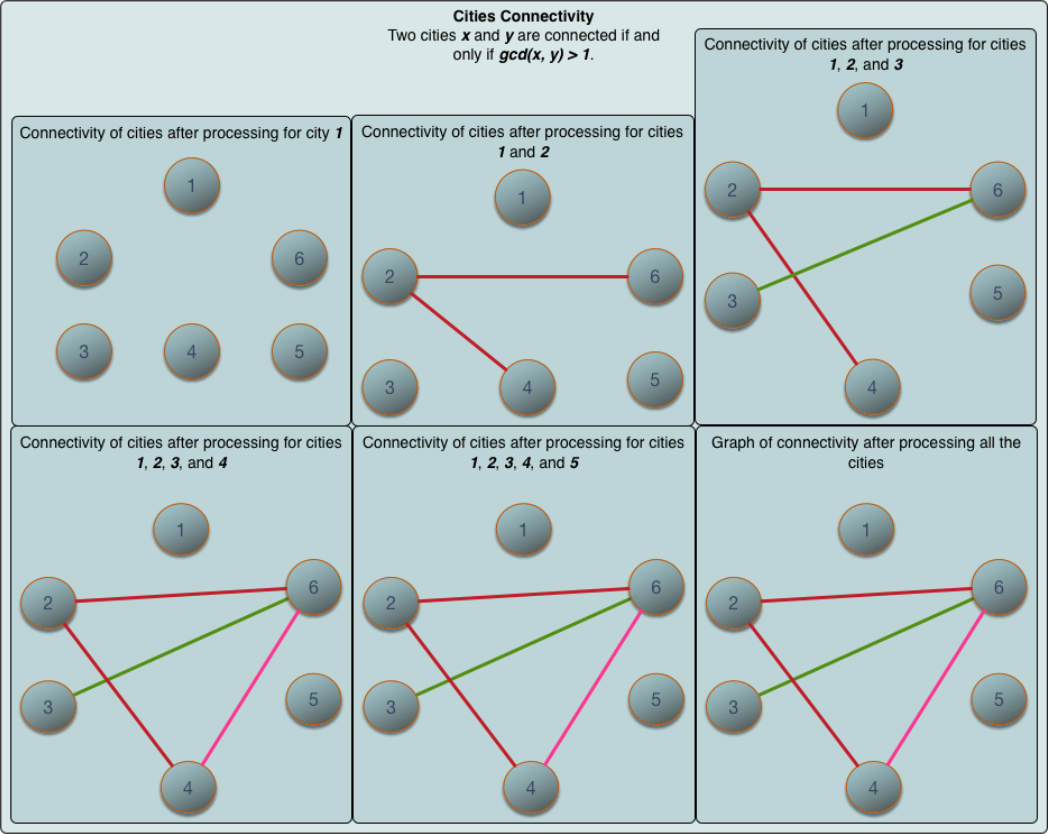 Cities Connectivity
Two cities x and y are connected if and
only if gcd(x, y) > 1.
Connectivity of cities after processing for city 1
1
2
6
3
4
5
Connectivity of cities after processing for cities
1 and 2
1
2
6
3
4
5
Connectivity of cities after processing for cities
1, 2, and 3
1
2
6
3
5
4
Connectivity of cities after processing for cities
1, 2, 3, and 4
1
2
6
3
5
4
Connectivity of cities after processing for cities
1, 2, 3, 4, and 5
1
2
6
3
5
4
Graph of connectivity after processing all the
cities
1
2
6
3
5
4